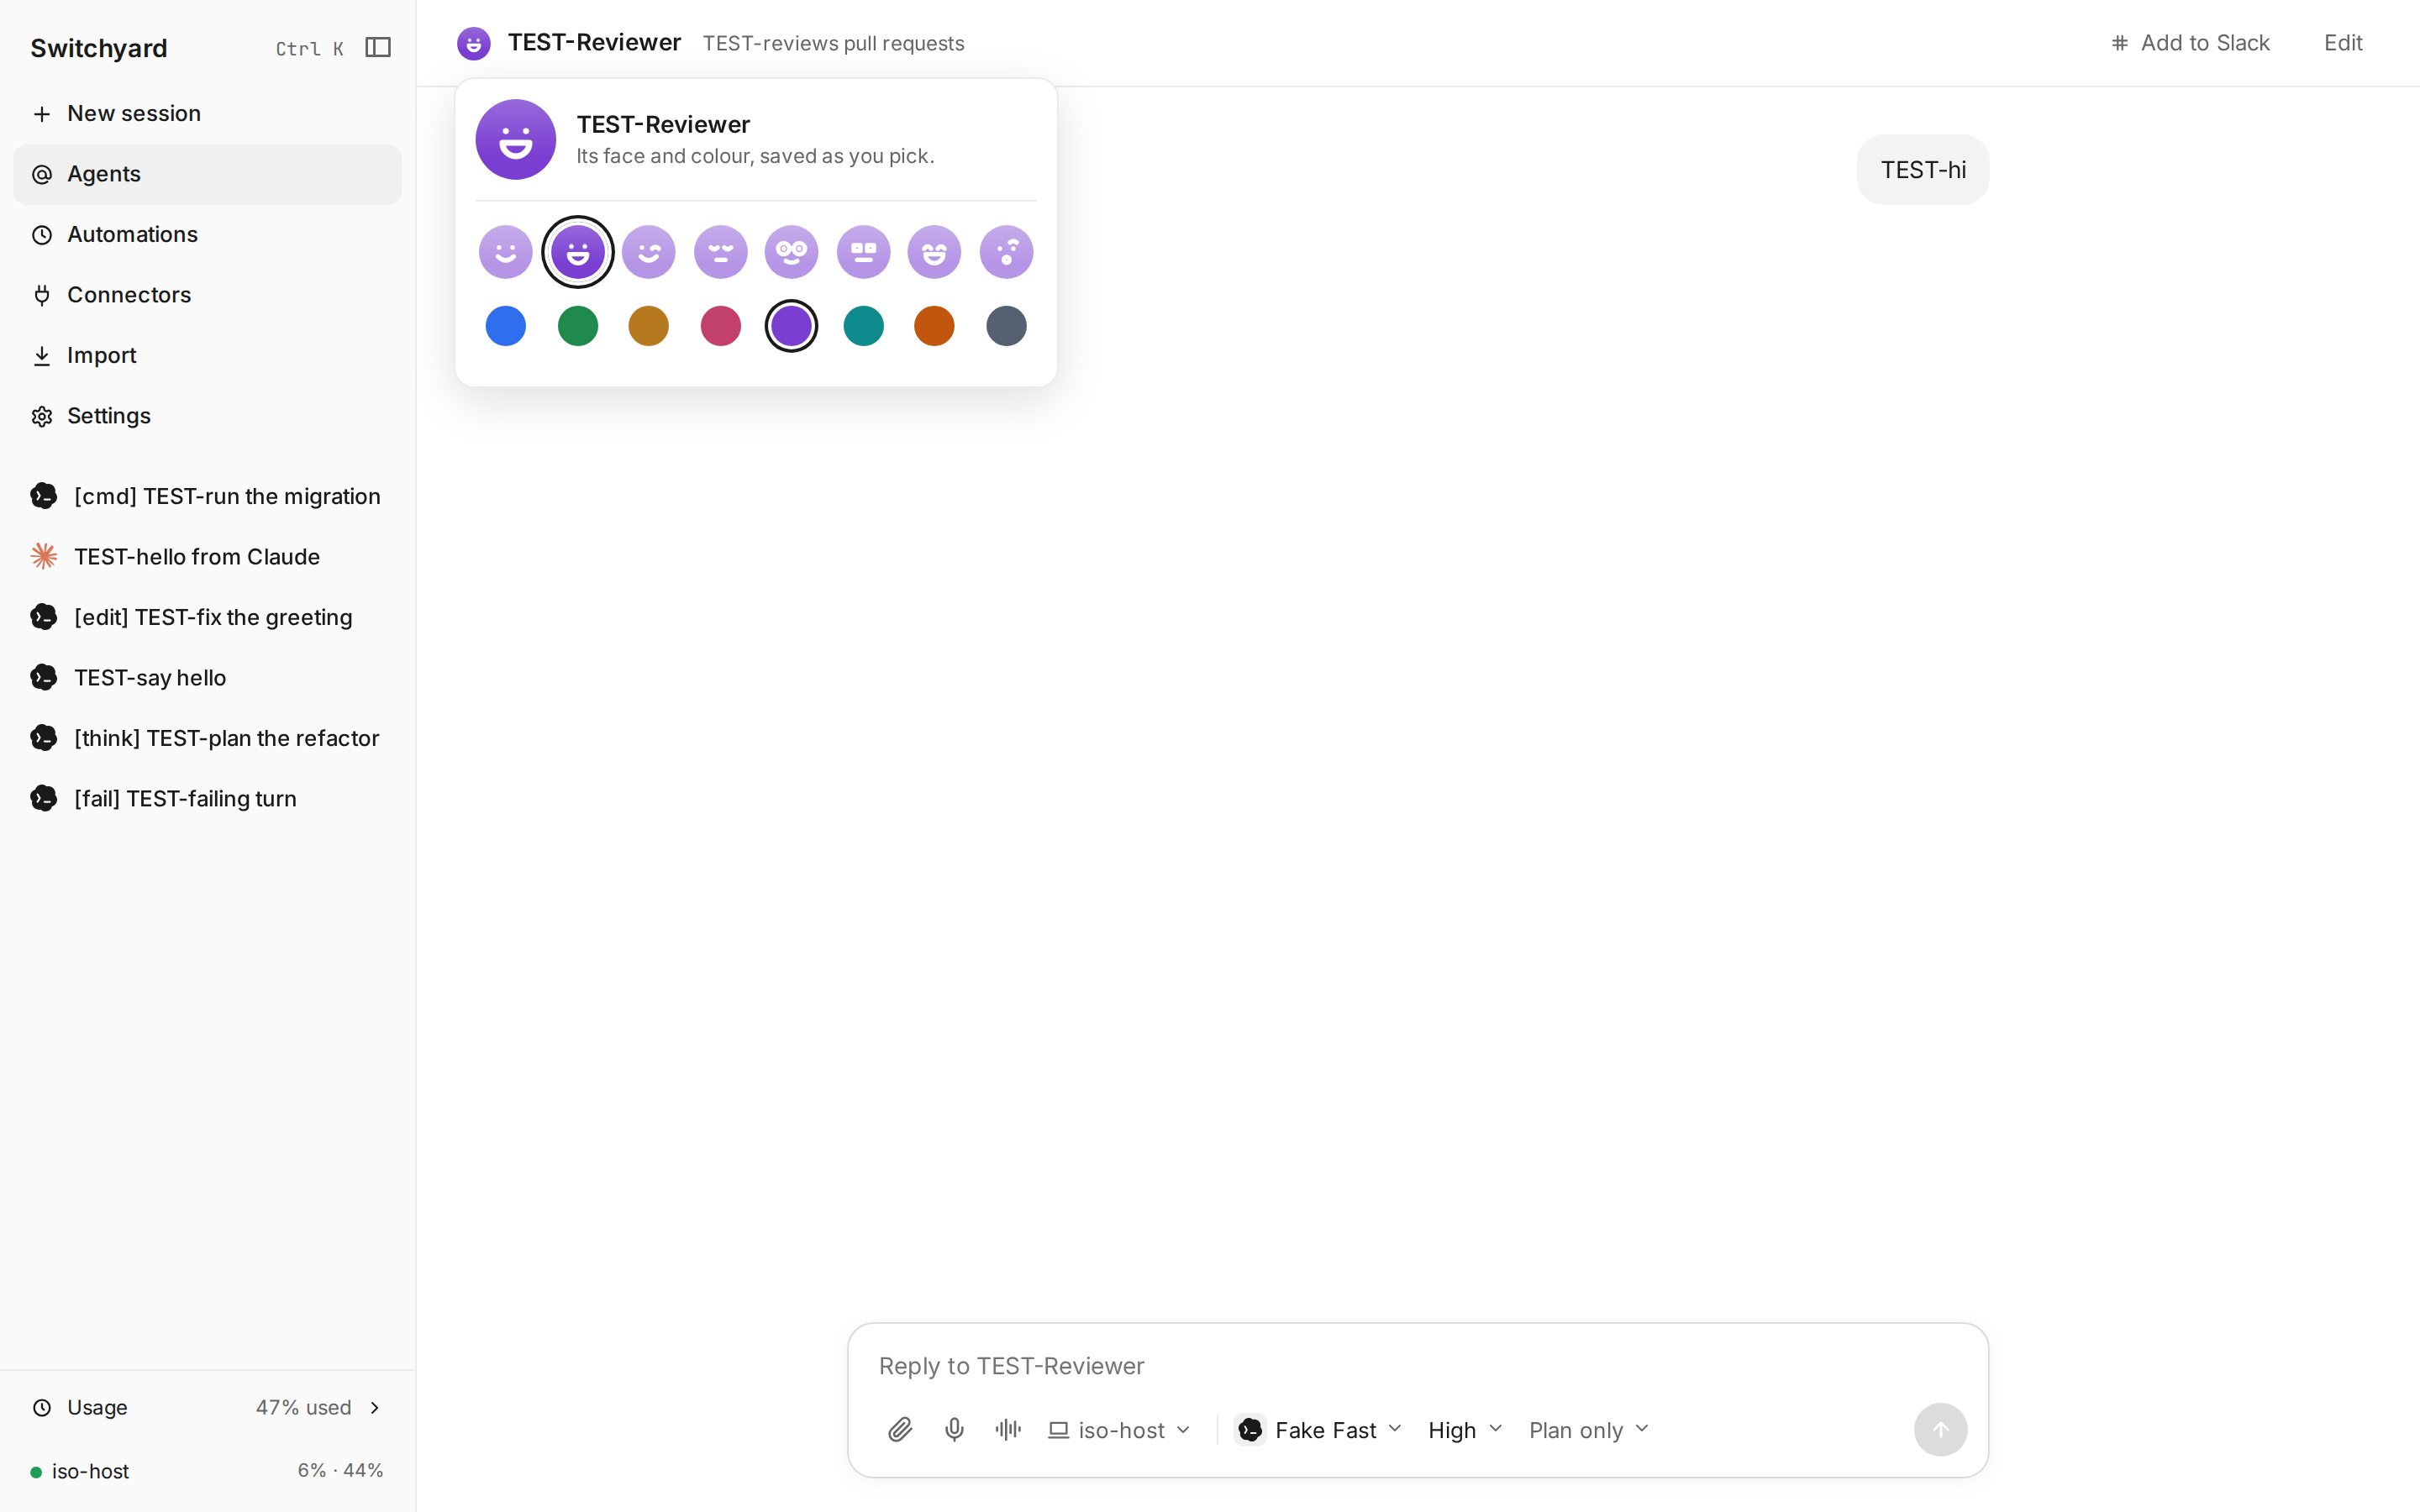 Switchyard
Ctrl K
New session
Agents
Automations
Connectors
Import
Settings
[cmd] TEST-run the migration
TEST-hello from Claude
[edit] TEST-fix the greeting
TEST-say hello
[think] TEST-plan the refactor
[fail] TEST-failing turn
Usage 47% used
iso-host 6% · 44%
TEST-Reviewer TEST-reviews pull requests
Add to Slack Edit
TEST-Reviewer
Its face and colour, saved as you pick.
TEST-hi
Reply to TEST-Reviewer
iso-host Fake Fast High Plan only